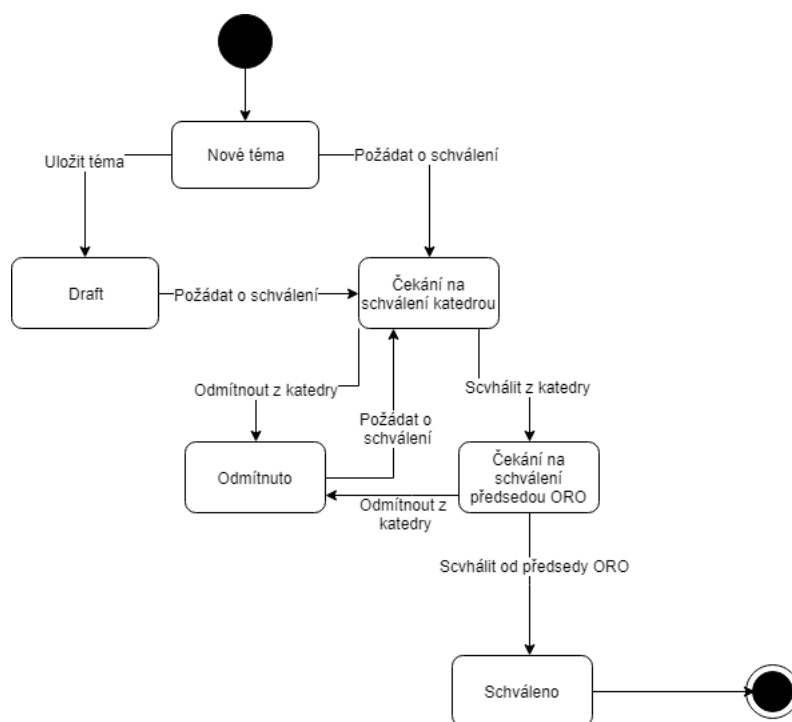 Nové téma
Uložit téma
Požádat o schválení
Draft
Požádat o schválení
Čekání na
schválení katedrou
Odmítnout z katedry
Požádat o
schválení
Scvhálit z katedry
Odmítnuto
Čekání na
schválení
předsedou ORO
Odmítnout z
katedry
Scvhálit od předsedy ORO
Schváleno